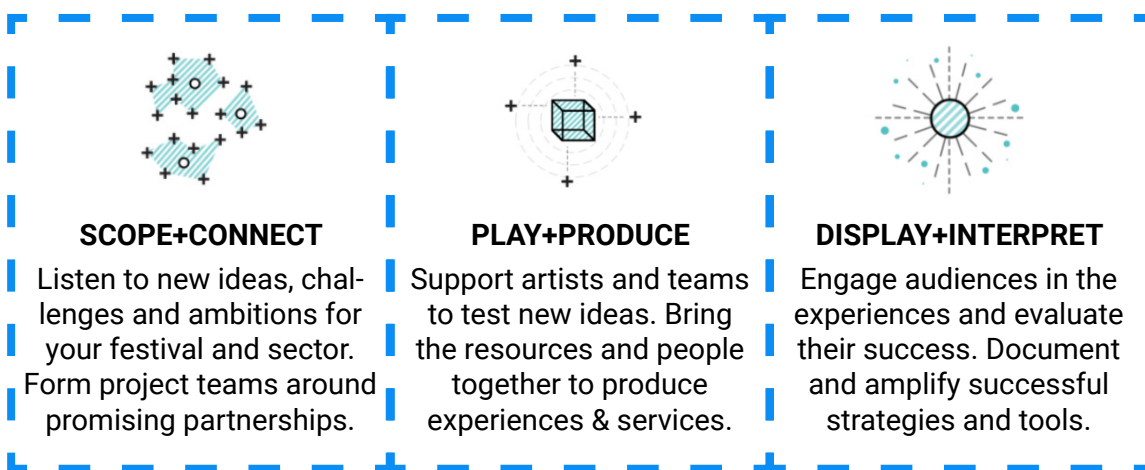 SCOPE+CONNECT
Listen to new ideas, chal-
lenges and ambitions for
your festival and sector.
Form project teams around
promising partnerships.
PLAY+PRODUCE
Support artists and teams
to test new ideas. Bring
the resources and people
together to produce
experiences & services.
DISPLAY+INTERPRET
Engage audiences in the
experiences and evaluate
their success. Document
and amplify successful
strategies and tools.